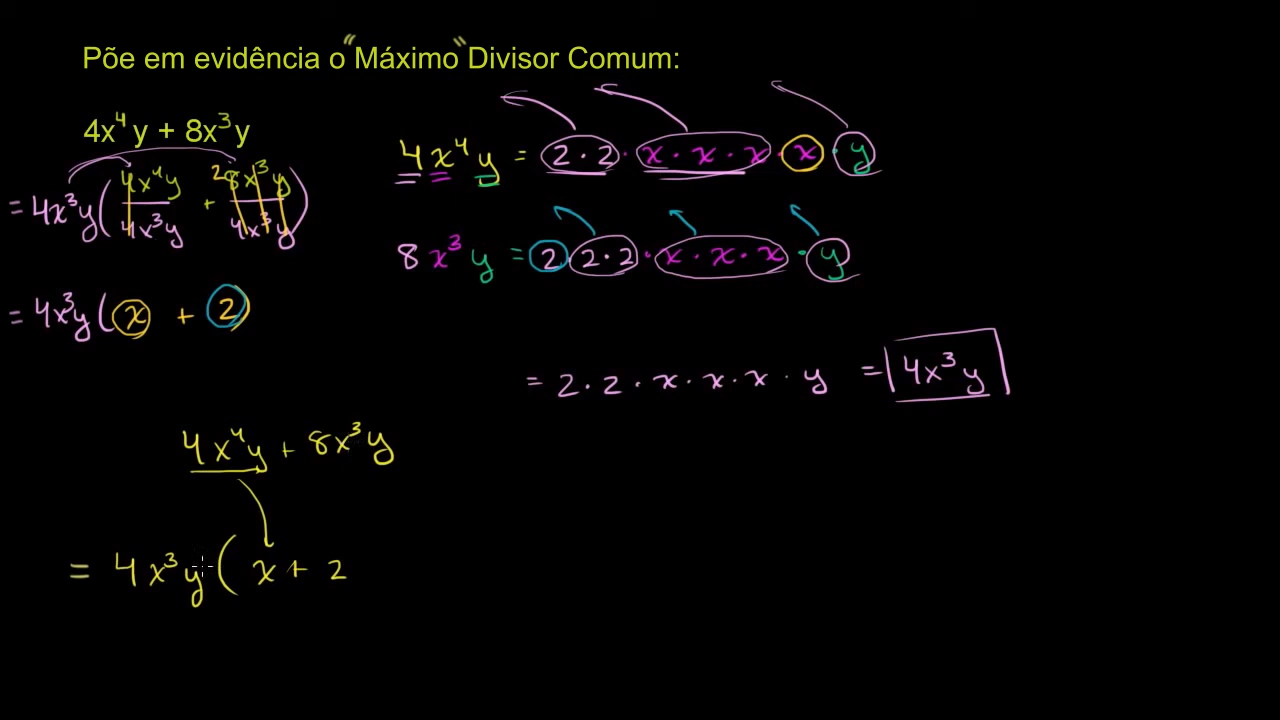 Põe em evidência o "Máximo" Divisor Comum:
4x⁴y + 8x³y
= 4x³y( 4x⁴y / 4x³y + 2 8x³y / 4x³y )
= 4x³y( x + 2 )
4x⁴y = 2 · 2 · x · x · x · x · y
8x³y = 2 2 · 2 · x · x · x · y
= 2 · 2 · x · x · x · y = 4x³y
4x⁴y + 8x³y
= 4x³y( x + 2